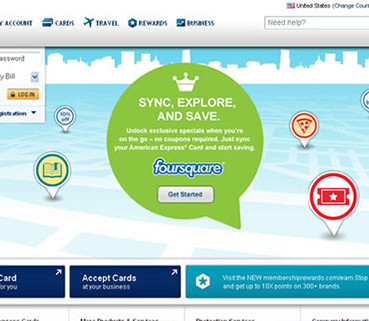 United States (Change Coun
Y ACCOUNT CARDS TRAVEL REWARDS BUSINESS
Need help?
assword
y Bill
LOG IN
gistration
10% off
SYNC, EXPLORE,
AND SAVE.
Unlock exclusive specials when you're
on the go – no coupons required. Just sync
your American Express® Card and start saving.
foursquare
Get Started
Card
for you
Accept Cards
at your business
Visit the NEW membershiprewards.com/earn. Stop
and get up to 10X points on 300+ brands